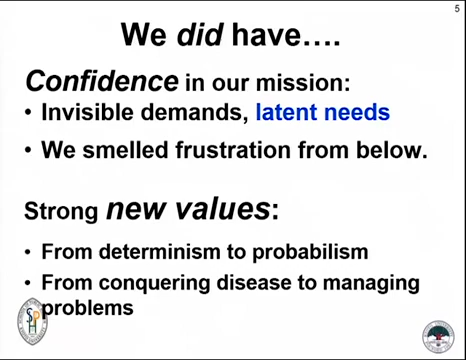 5
We did have….
Confidence in our mission:
• Invisible demands, latent needs
• We smelled frustration from below.
Strong new values:
• From determinism to probabilism
• From conquering disease to managing
problems
S P H